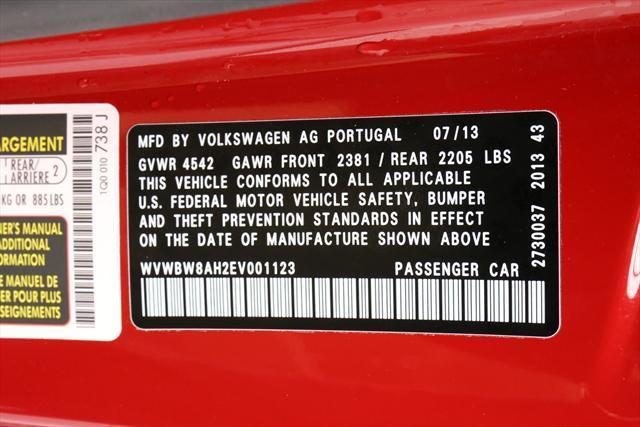 ARGEMENT
REAR/
ARRIERE 2
KG OR 885 LBS
NER'S MANUAL
ADDITIONAL
E MANUEL DE
E POUR PLUS
SEIGNEMENTS
1Q0 010 738 J
MFD BY VOLKSWAGEN AG PORTUGAL 07/13
GVWR 4542 GAWR FRONT 2381 / REAR 2205 LBS
THIS VEHICLE CONFORMS TO ALL APPLICABLE
U.S. FEDERAL MOTOR VEHICLE SAFETY, BUMPER
AND THEFT PREVENTION STANDARDS IN EFFECT
ON THE DATE OF MANUFACTURE SHOWN ABOVE
WVWBW8AH2EV001123 PASSENGER CAR
2730037 2013 43